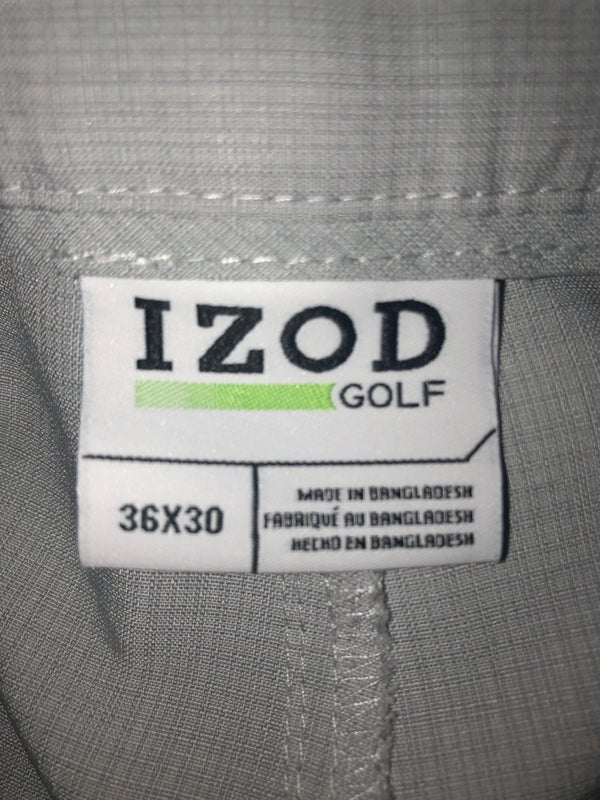 IZOD
GOLF
36X30
MADE IN BANGLADESH
FABRIQUÉ AU BANGLADESH
HECHO EN BANGLADESH